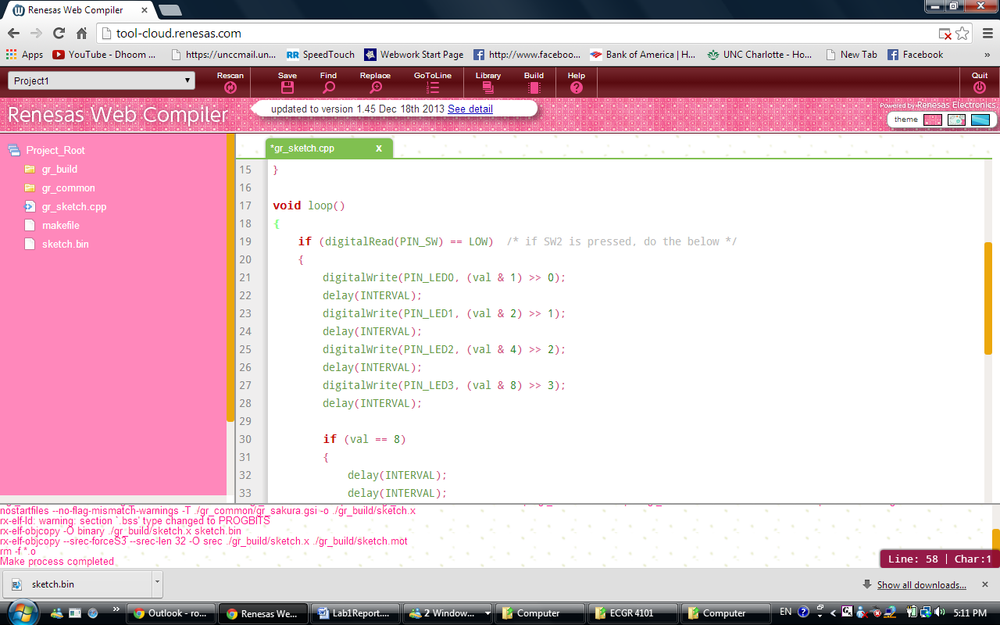 Renesas Web Compiler
tool-cloud.renesas.com
Apps YouTube - Dhoom ... https://unccmail.un... SpeedTouch Webwork Start Page http://www.faceboo... Bank of America | H... UNC Charlotte - Ho... New Tab Facebook »
Project1 Rescan Save Find Replace GoToLine Library Build Help Quit
Renesas Web Compiler
updated to version 1.45 Dec 18th 2013 See detail
Powered by Renesas Electronics.
theme
Project_Root
gr_build
gr_common
gr_sketch.cpp
makefile
sketch.bin
*gr_sketch.cpp x
15 }
16
17 void loop()
18 {
19 if (digitalRead(PIN_SW) == LOW) /* if SW2 is pressed, do the below */
20 {
21 digitalWrite(PIN_LED0, (val & 1) >> 0);
22 delay(INTERVAL);
23 digitalWrite(PIN_LED1, (val & 2) >> 1);
24 delay(INTERVAL);
25 digitalWrite(PIN_LED2, (val & 4) >> 2);
26 delay(INTERVAL);
27 digitalWrite(PIN_LED3, (val & 8) >> 3);
28 delay(INTERVAL);
29
30 if (val == 8)
31 {
32 delay(INTERVAL);
33 delay(INTERVAL);
nostartfiles --no-flag-mismatch-warnings -T ./gr_common/gr_sakura.gsi -o ./gr_build/sketch.x
rx-elf-ld: warning: section `.bss' type changed to PROGBITS
rx-elf-objcopy -O binary ./gr_build/sketch.x sketch.bin
rx-elf-objcopy --srec-forceS3 --srec-len 32 -O srec ./gr_build/sketch.x ./gr_build/sketch.mot
rm -f *.o
Make process completed
Line: 58 | Char:1
sketch.bin
Show all downloads...
» Outlook - ro... Renesas We... Lab1Report.... 2 Window... Computer ECGR 4101 Computer EN 5:11 PM